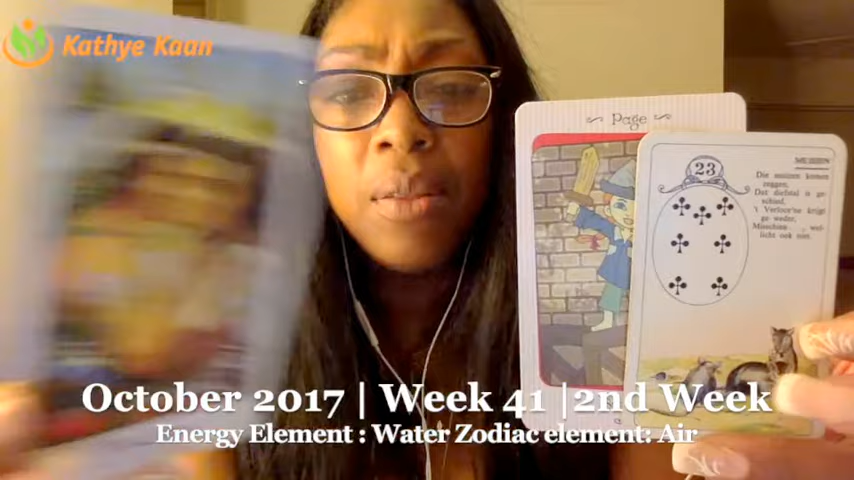 Kathye Kaan
Page
23
MUIZEN
Die muizen komen
zeggen,
Dat diefstal is ge-
schied,
't Verloor'ne krijgt
ge weder,
Misschien . . wel-
licht ook niet.
October 2017 | Week 41 |2nd Week
Energy Element : Water Zodiac element: Air